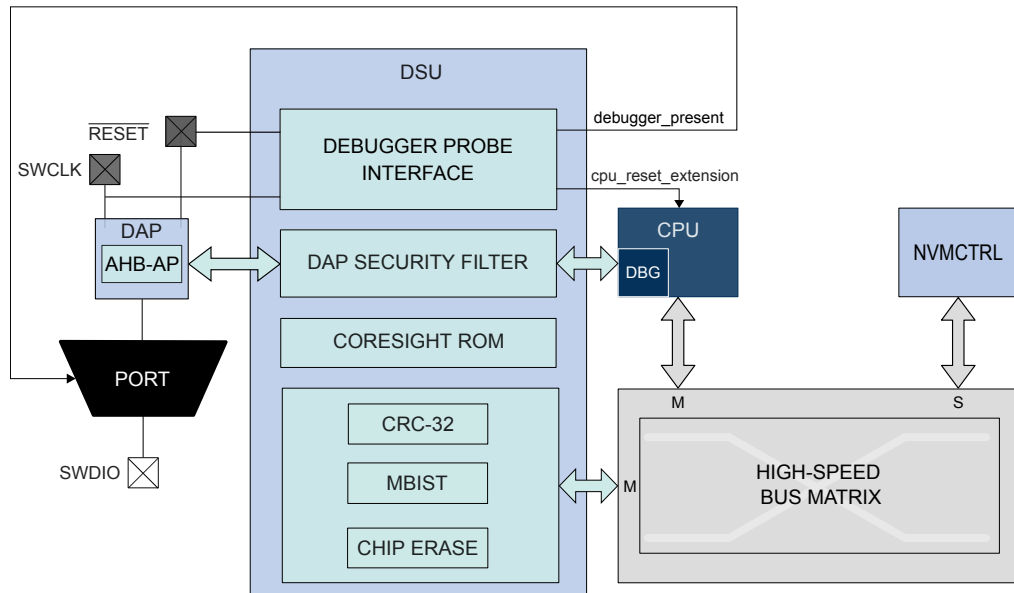 DSU
debugger_present
RESET
DEBUGGER PROBE
INTERFACE
SWCLK
cpu_reset_extension
DAP
CPU
AHB-AP
DAP SECURITY FILTER
DBG
NVMCTRL
CORESIGHT ROM
PORT
M
S
CRC-32
SWDIO
MBIST
M
HIGH-SPEED
BUS MATRIX
CHIP ERASE